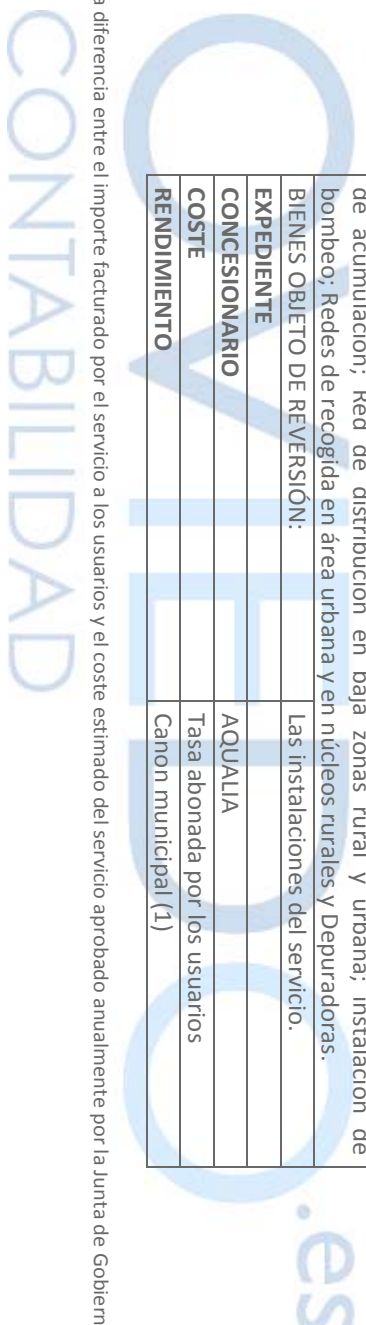 de acumulación; Red de distribución en baja zonas rural y urbana; Instalación de
bombeo; Redes de recogida en área urbana y en núcleos rurales y Depuradoras.
BIENES OBJETO DE REVERSIÓN: Las instalaciones del servicio.
EXPEDIENTE
CONCESIONARIO AQUALIA
COSTE Tasa abonada por los usuarios
RENDIMIENTO Canon municipal (1)
a diferencia entre el importe facturado por el servicio a los usuarios y el coste estimado del servicio aprobado anualmente por la Junta de Gobiern
OVIEDO.es
CONTABILIDAD